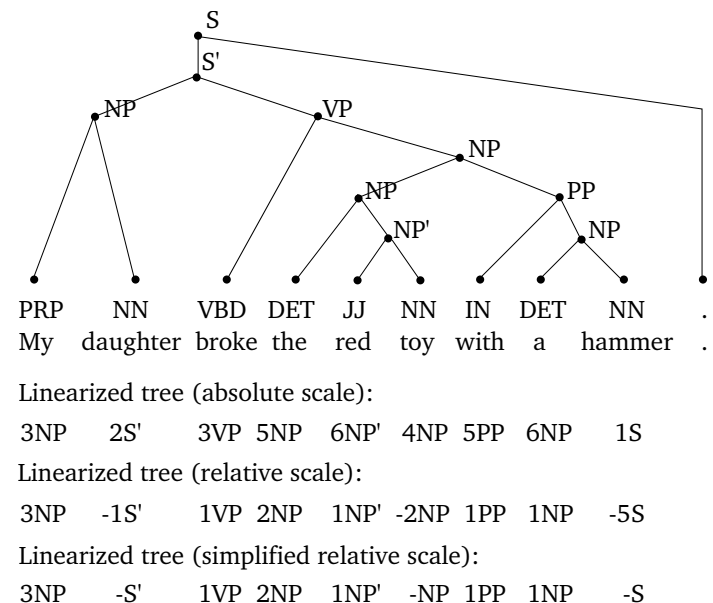 S
S'
NP VP
NP
NP PP
NP' NP
PRP NN VBD DET JJ NN IN DET NN .
My daughter broke the red toy with a hammer .
Linearized tree (absolute scale):
3NP 2S' 3VP 5NP 6NP' 4NP 5PP 6NP 1S
Linearized tree (relative scale):
3NP -1S' 1VP 2NP 1NP' -2NP 1PP 1NP -5S
Linearized tree (simplified relative scale):
3NP -S' 1VP 2NP 1NP' -NP 1PP 1NP -S